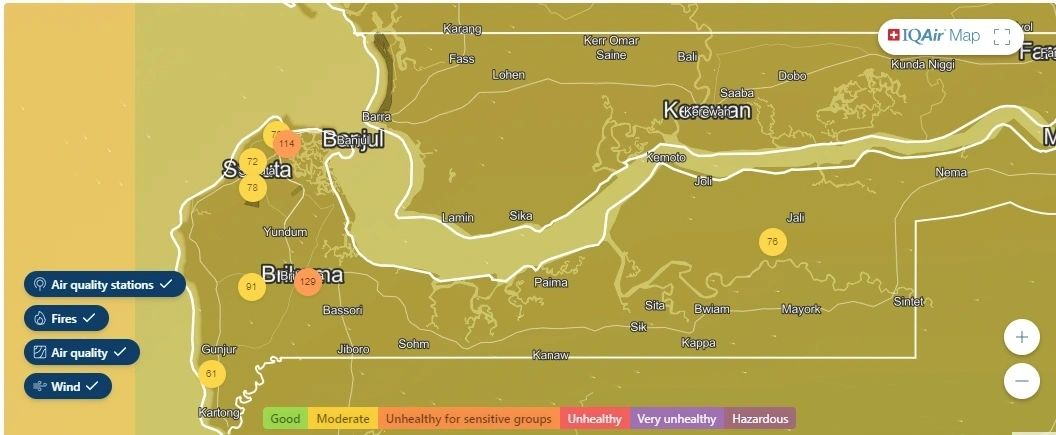 Karang
Kerr Omar
Saine
Bali
IQAir Map
Fass
Lohen
Dobo
Kunda Niggi
Saaba
Kerewan
Kerewan
Barra
Banjul
Banjul
114
72
78
Kemoto
Joli
Nema
Lamin
Sika
Jali
Yundum
76
Brikama
129
91
Air quality stations
Paima
Bassori
Sita
Bwiam
Mayork
Sintet
Fires
Sik
Kappa
Gunjur
Jiboro
Sohm
Kanaw
Air quality
61
Wind
Kartong
Good
Moderate
Unhealthy for sensitive groups
Unhealthy
Very unhealthy
Hazardous